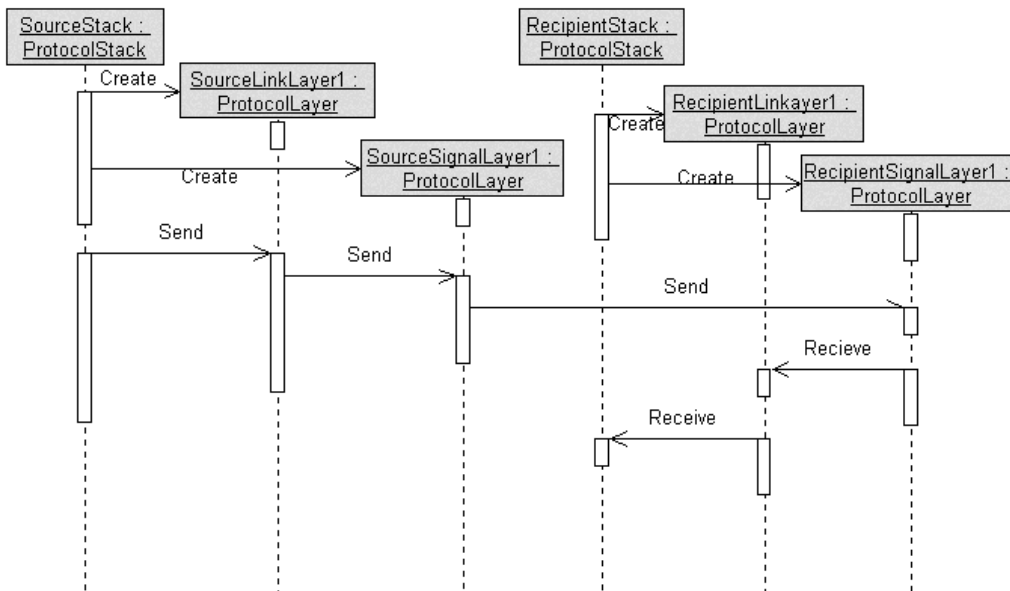 SourceStack :
ProtocolStack
RecipientStack :
ProtocolStack
Create
SourceLinkLayer1 :
ProtocolLayer
RecipientLinkayer1 :
ProtocolLayer
Create
SourceSignalLayer1 :
ProtocolLayer
Create
RecipientSignalLayer1 :
ProtocolLayer
Create
Send
Send
Send
Recieve
Receive